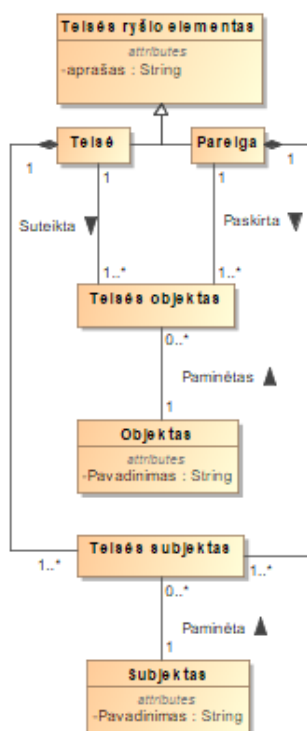 Teisės ryšio elementas
attributes
-aprašas : String
Teisė
Pareiga
1
1
1
1
Suteikta
Paskirta
1..*
1..*
Teisės objektas
0..*
Paminėtas
1
Objektas
attributes
-Pavadinimas : String
Teisės subjektas
1..*
1..*
0..*
Paminėta
1
Subjektas
attributes
-Pavadinimas : String